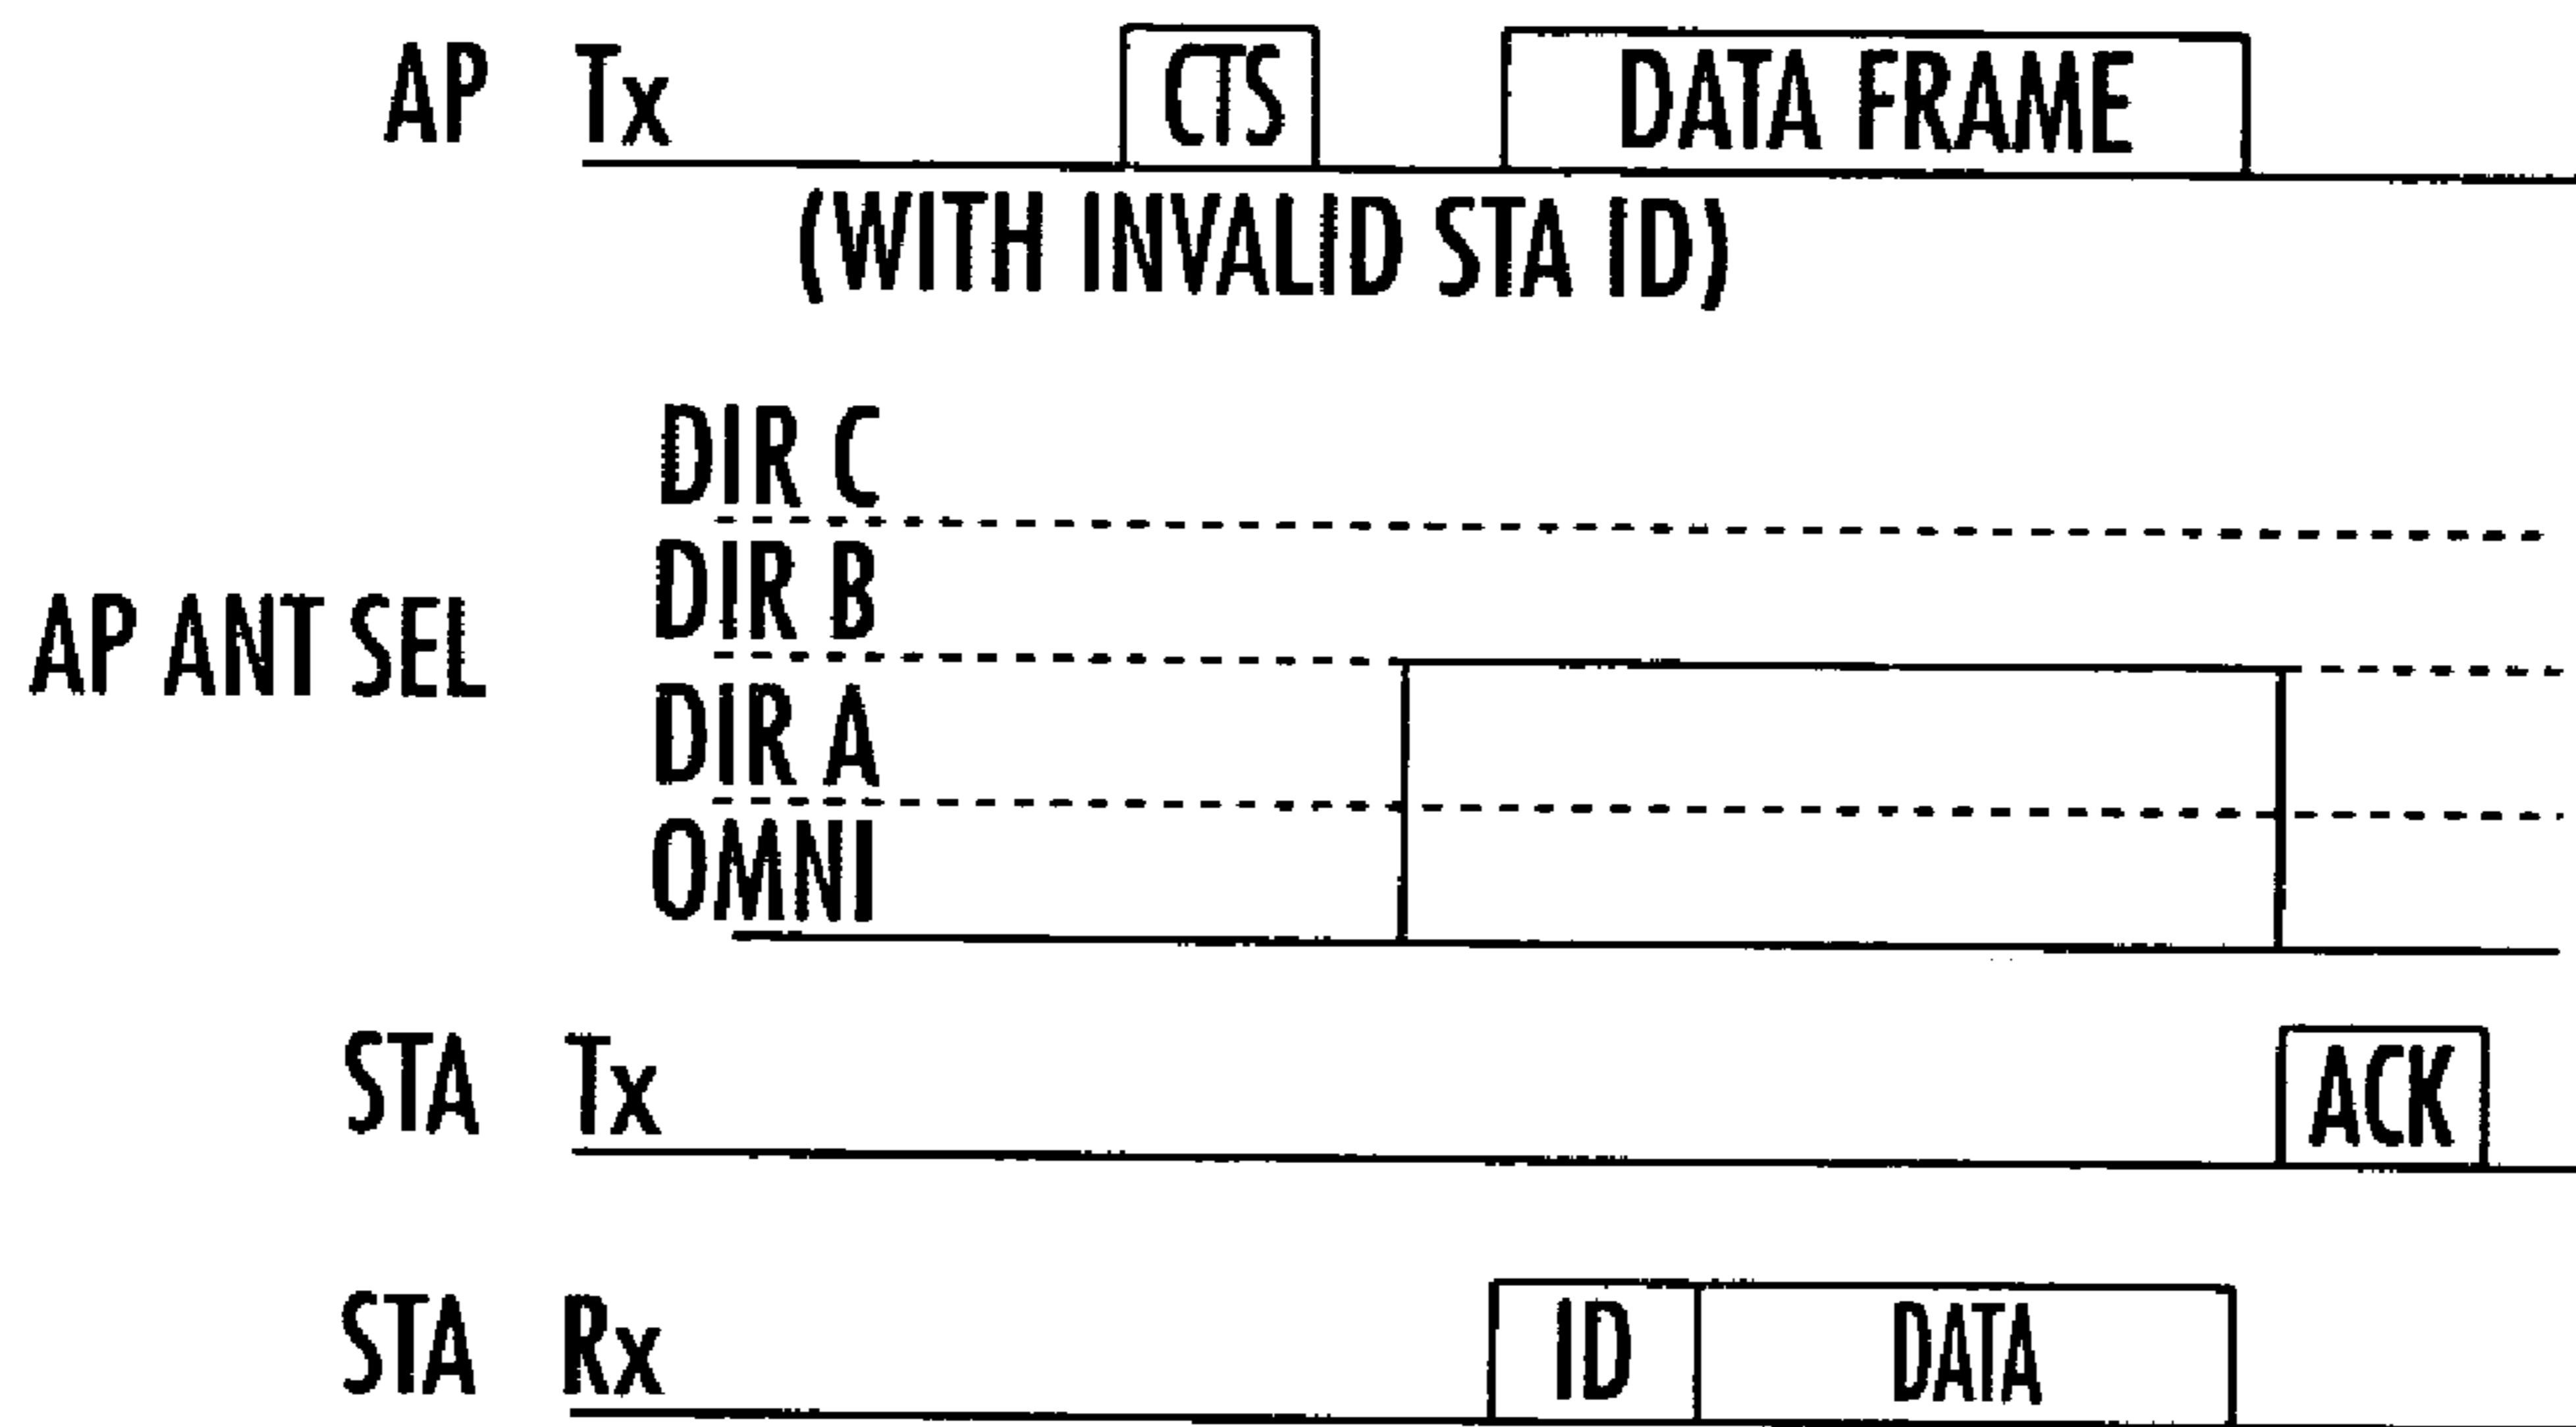 AP Tx CTS DATA FRAME
(WITH INVALID STA ID)
DIR C
DIR B
AP ANT SEL
DIR A
OMNI
STA Tx ACK
STA Rx ID DATA